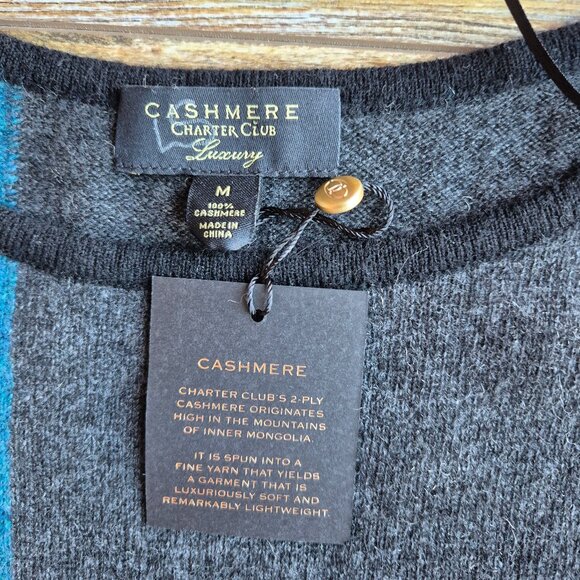 CASHMERE
CHARTER CLUB
Luxury
M
100%
CASHMERE
MADE IN
CHINA
CASHMERE
CHARTER CLUB'S 2-PLY
CASHMERE ORIGINATES
HIGH IN THE MOUNTAINS
OF INNER MONGOLIA.
IT IS SPUN INTO A
FINE YARN THAT YIELDS
A GARMENT THAT IS
LUXURIOUSLY SOFT AND
REMARKABLY LIGHTWEIGHT.